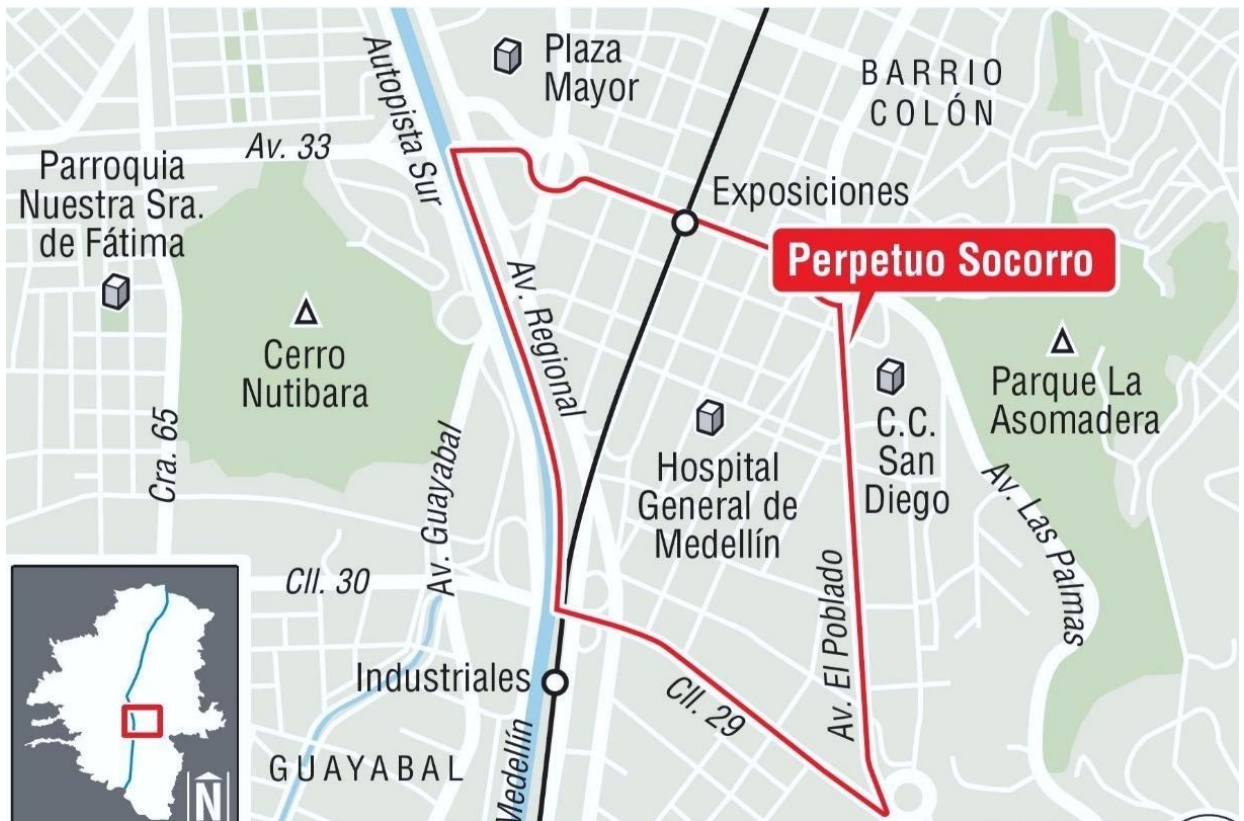 Plaza
Mayor
BARRIO
COLÓN
Autopista Sur
Av. 33
Parroquia
Nuestra Sra.
de Fátima
Exposiciones
Perpetuo Socorro
Av. Regional
Cerro
Nutibara
Parque La
Asomadera
C.C.
San
Diego
Hospital
General de
Medellín
Cra. 65
Av. Guayabal
Av. Las Palmas
Cll. 30
Av. El Poblado
Industriales
Cll. 29
GUAYABAL
Medellín
N